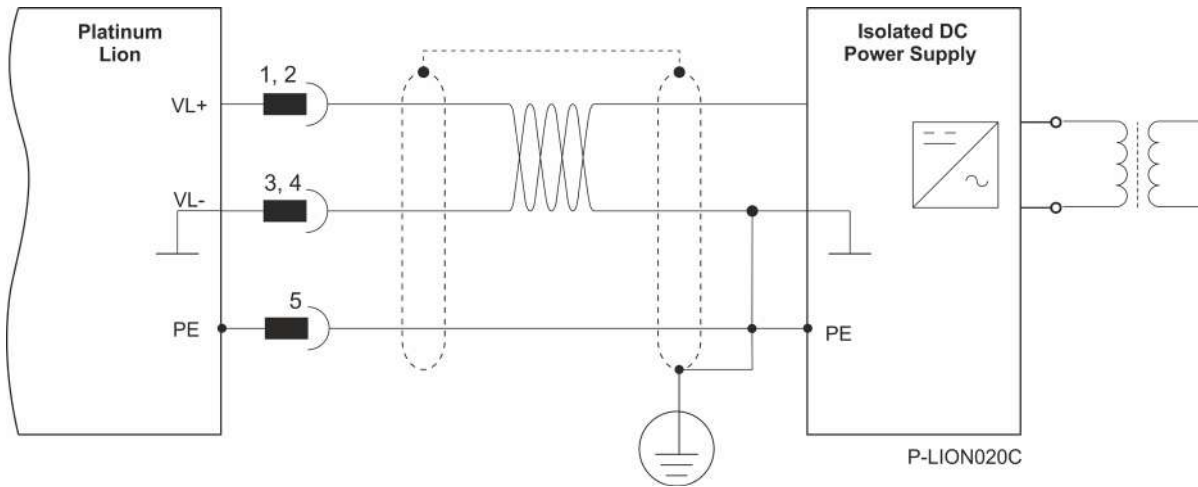 Platinum
Lion
Isolated DC
Power Supply
1, 2
VL+
3, 4
VL-
5
PE
PE
P-LION020C